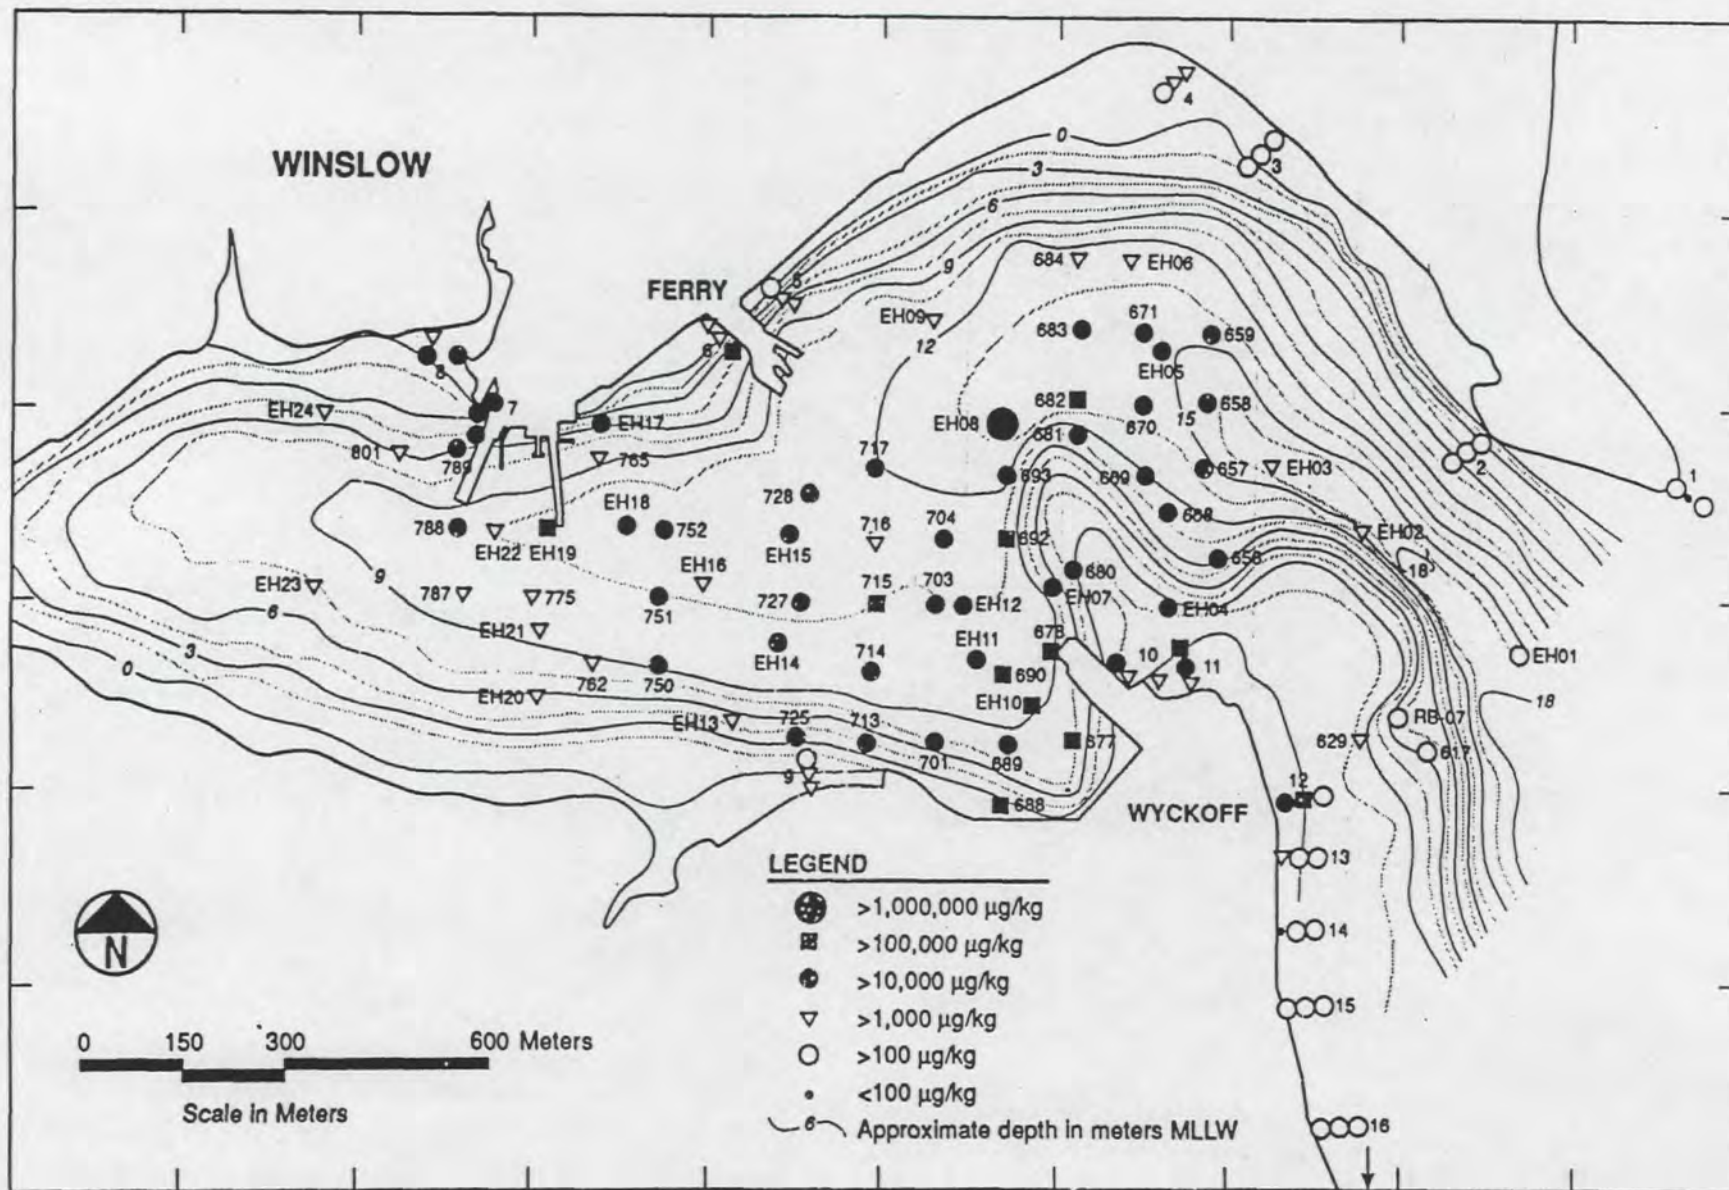 4
0
3
3
WINSLOW
6
9
684
EH06
FERRY
5
EH09
671
683
659
12
6
8
EH05
7
682
658
EH24
EH17
EH08
670
15
681
801
789
765
717
693
669
657
EH03
2
1
728
EH18
668
788
752
716
704
692
EH02
EH22
EH19
EH15
656
18
EH16
680
EH23
9
787
775
715
703
751
727
EH12
EH07
EH04
6
EH21
678
EH11
10
EH14
714
11
EH01
3
762
750
690
0
EH20
EH10
18
EH13
725
713
RB-07
629
617
677
701
689
9
12
688
WYCKOFF
13
LEGEND
>1,000,000 µg/kg
>100,000 µg/kg
14
N
>10,000 µg/kg
>1,000 µg/kg
15
0 150 300 600 Meters
>100 µg/kg
<100 µg/kg
Scale in Meters
6 Approximate depth in meters MLLW
16